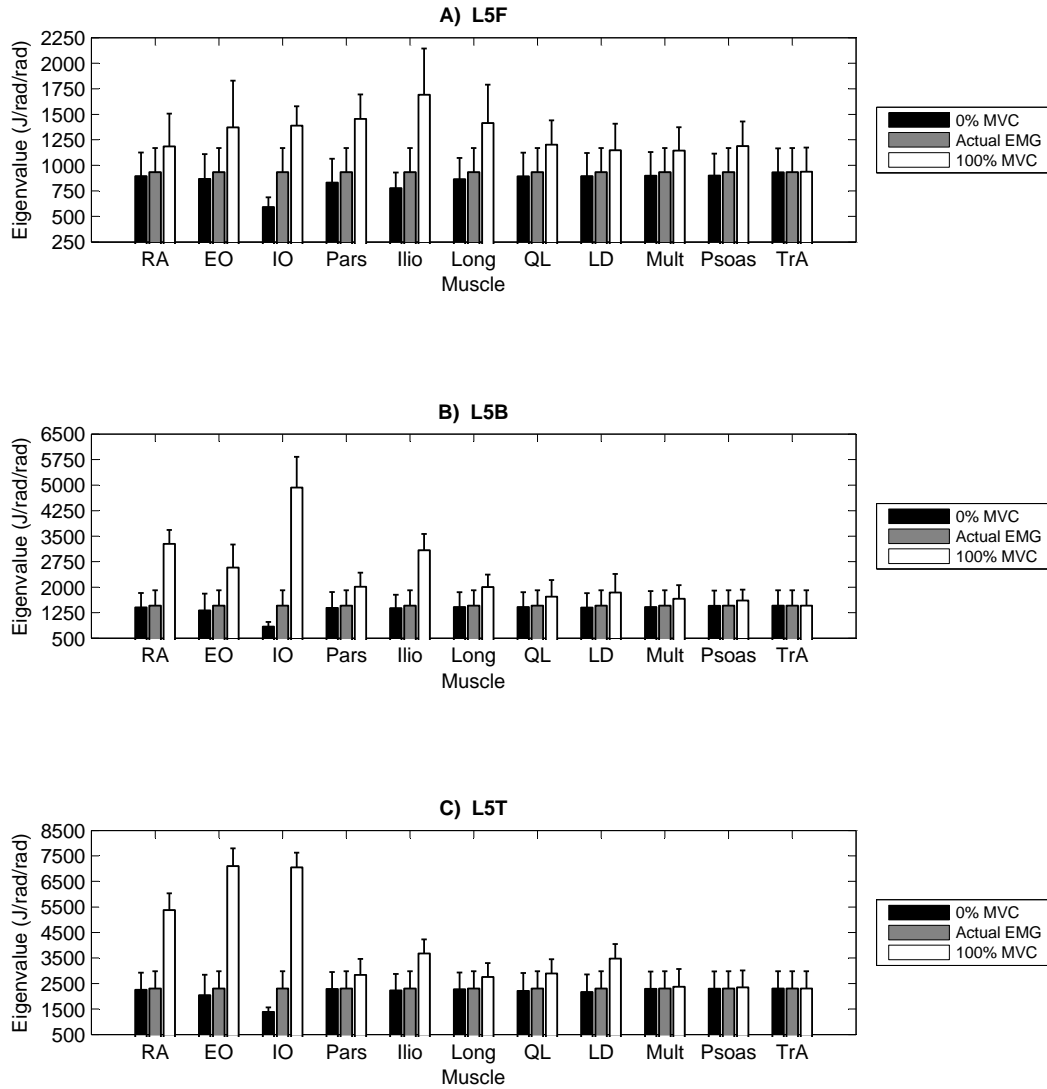 A) L5F
2250
2000
1750
1500
1250
1000
750
500
250
Eigenvalue (J/rad/rad)
RA EO IO Pars Ilio Long QL LD Mult Psoas TrA
Muscle
0% MVC
Actual EMG
100% MVC
B) L5B
6500
5750
5000
4250
3500
2750
2000
1250
500
Eigenvalue (J/rad/rad)
RA EO IO Pars Ilio Long QL LD Mult Psoas TrA
Muscle
0% MVC
Actual EMG
100% MVC
C) L5T
8500
7500
6500
5500
4500
3500
2500
1500
500
Eigenvalue (J/rad/rad)
RA EO IO Pars Ilio Long QL LD Mult Psoas TrA
Muscle
0% MVC
Actual EMG
100% MVC